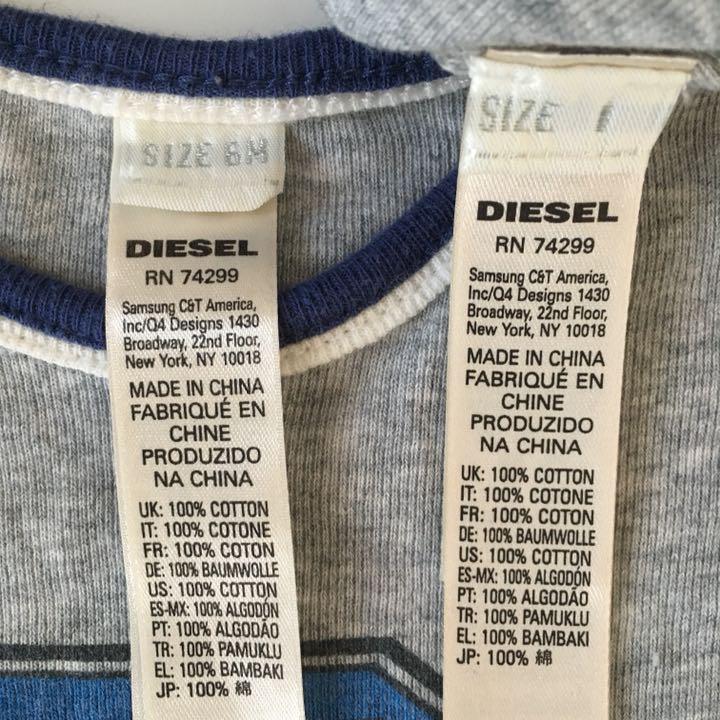 SIZE 6M
DIESEL
RN 74299
Samsung C&T America,
Inc/Q4 Designs 1430
Broadway, 22nd Floor,
New York, NY 10018
MADE IN CHINA
FABRIQUÉ EN
CHINE
PRODUZIDO
NA CHINA
UK: 100% COTTON
IT: 100% COTONE
FR: 100% COTON
DE: 100% BAUMWOLLE
US: 100% COTTON
ES-MX: 100% ALGODÓN
PT: 100% ALGODÃO
TR: 100% PAMUKLU
EL: 100% BAMBAKI
JP: 100% 綿
SIZE
DIESEL
RN 74299
Samsung C&T America,
Inc/Q4 Designs 1430
Broadway, 22nd Floor,
New York, NY 10018
MADE IN CHINA
FABRIQUÉ EN
CHINE
PRODUZIDO
NA CHINA
UK: 100% COTTON
IT: 100% COTONE
FR: 100% COTON
DE: 100% BAUMWOLLE
US: 100% COTTON
ES-MX: 100% ALGODÓN
PT: 100% ALGODÃO
TR: 100% PAMUKLU
EL: 100% BAMBAKI
JP: 100% 綿